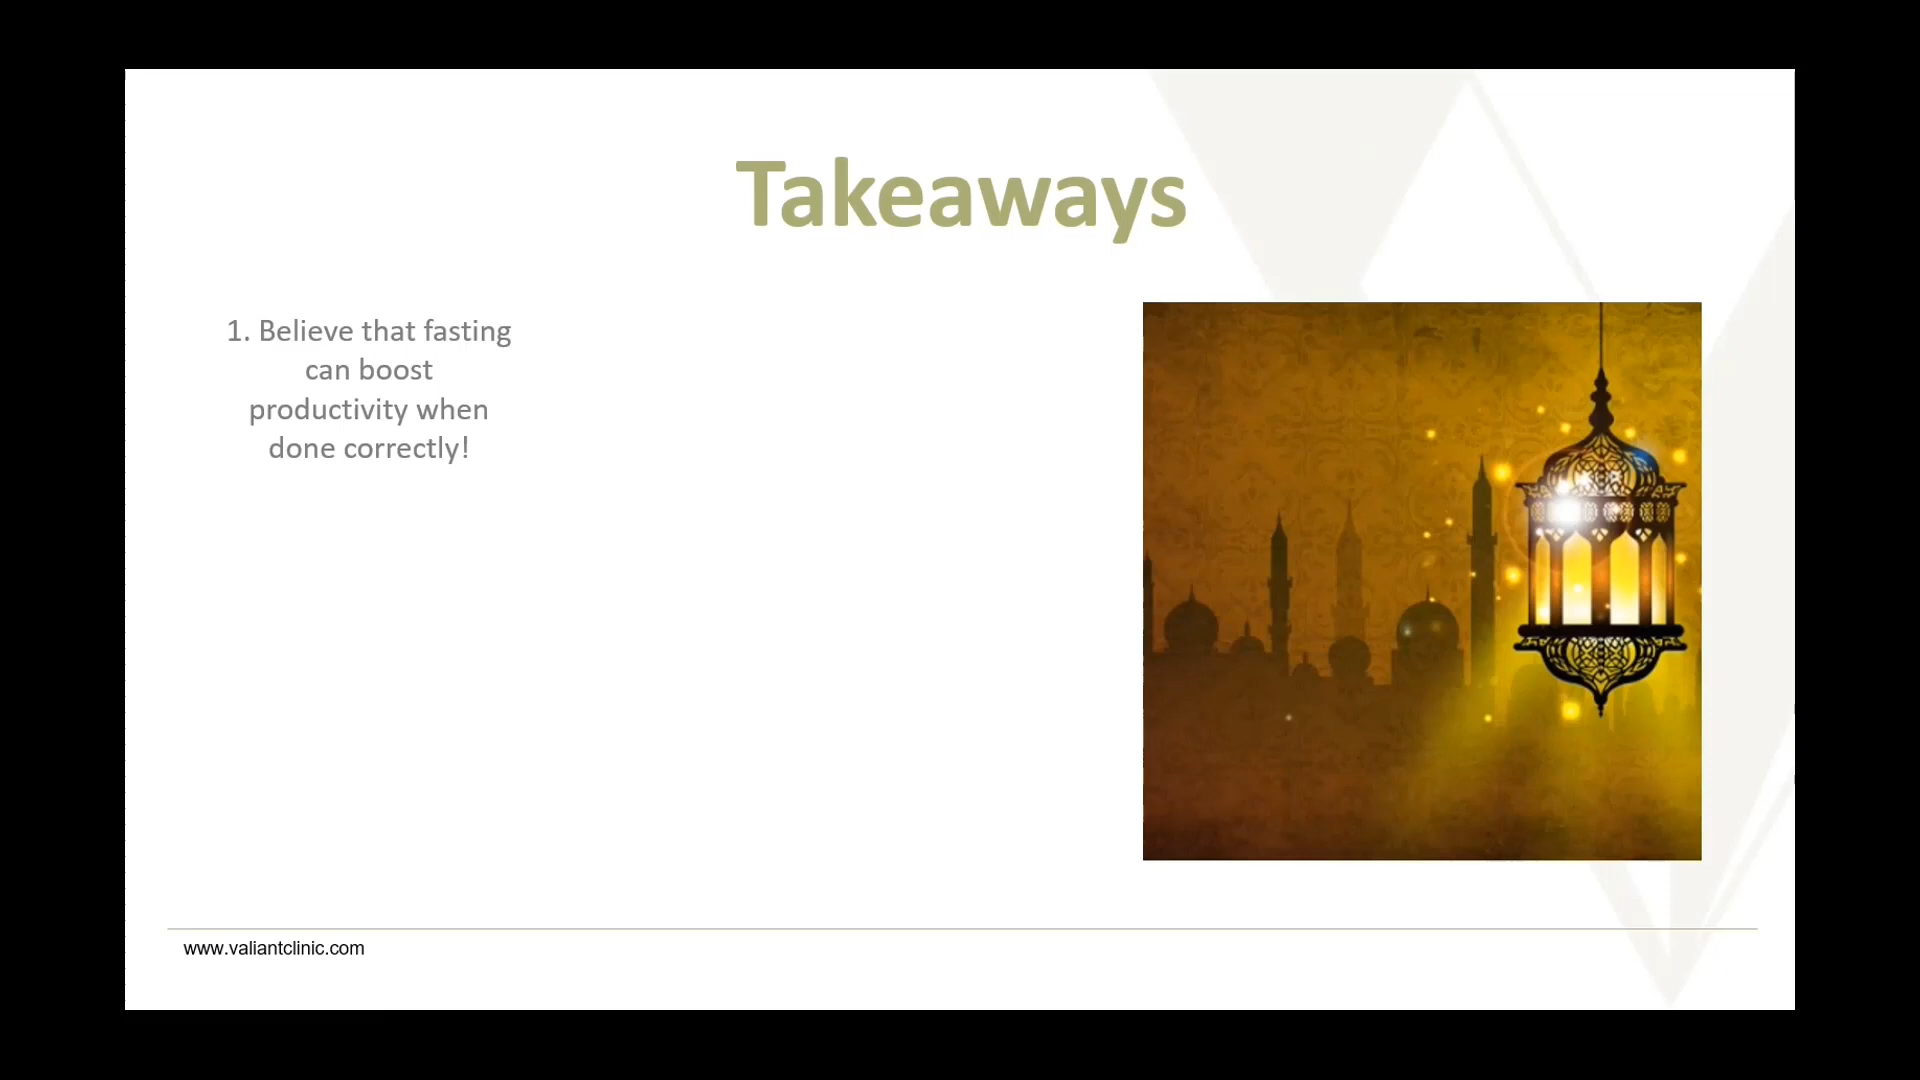 Takeaways
1. Believe that fasting
can boost
productivity when
done correctly!
www.valiantclinic.com